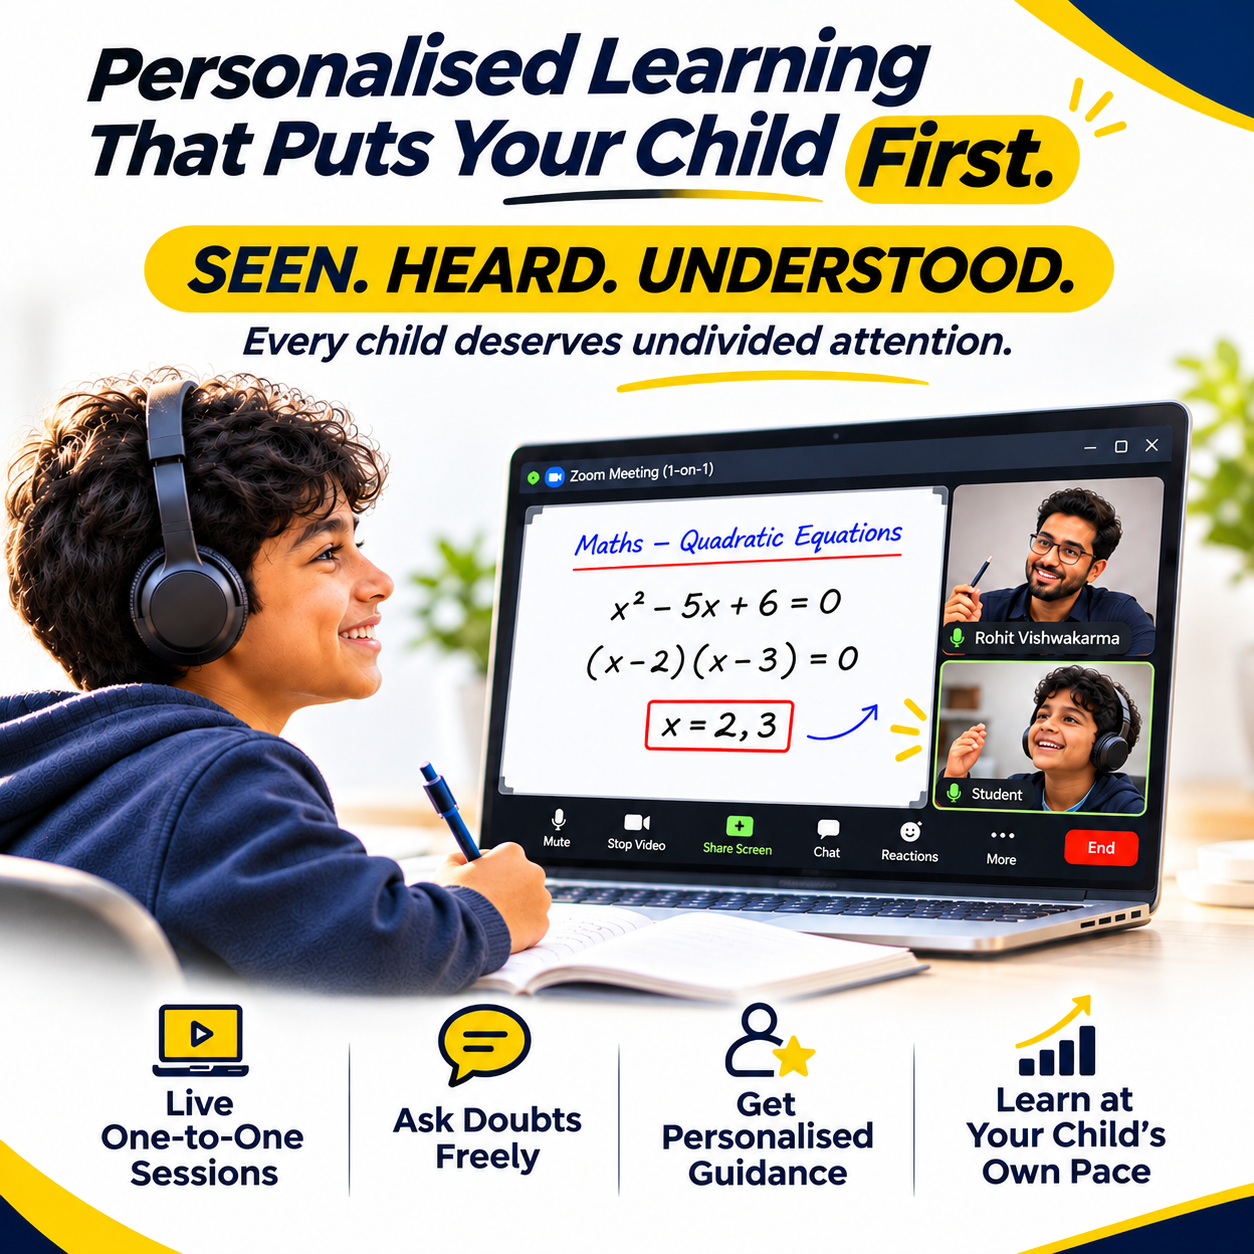 Personalised Learning
That Puts Your Child First.
SEEN. HEARD. UNDERSTOOD.
Every child deserves undivided attention.
Zoom Meeting (1-on-1)
Maths – Quadratic Equations
x² – 5x + 6 = 0
(x – 2)(x – 3) = 0
x = 2, 3
Rohit Vishwakarma
Student
Mute
Stop Video
Share Screen
Chat
Reactions
More
End
Live
One-to-One
Sessions
Ask Doubts
Freely
Get
Personalised
Guidance
Learn at
Your Child's
Own Pace